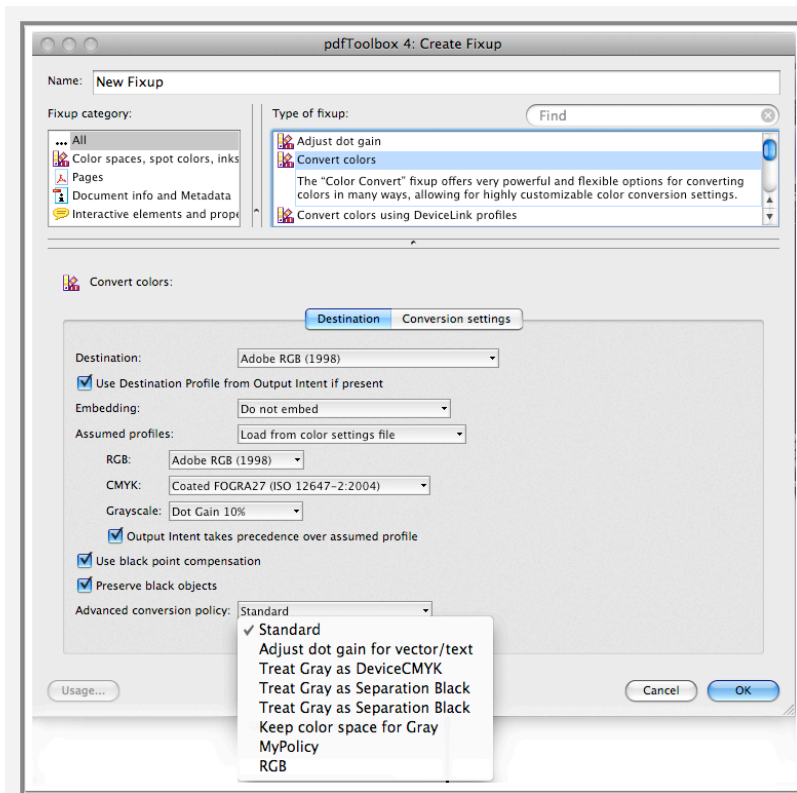 pdfToolbox 4: Create Fixup
Name: New Fixup
Fixup category:
Type of fixup:
Find
... All
Color spaces, spot colors, inks
Pages
Document info and Metadata
Interactive elements and prope
Adjust dot gain
Convert colors
The “Color Convert” fixup offers very powerful and flexible options for converting
colors in many ways, allowing for highly customizable color conversion settings.
Convert colors using DeviceLink profiles
Convert colors:
Destination Conversion settings
Destination: Adobe RGB (1998)
Use Destination Profile from Output Intent if present
Embedding: Do not embed
Assumed profiles: Load from color settings file
RGB: Adobe RGB (1998)
CMYK: Coated FOGRA27 (ISO 12647-2:2004)
Grayscale: Dot Gain 10%
Output Intent takes precedence over assumed profile
Use black point compensation
Preserve black objects
Advanced conversion policy: Standard
Standard
Adjust dot gain for vector/text
Treat Gray as DeviceCMYK
Treat Gray as Separation Black
Treat Gray as Separation Black
Keep color space for Gray
MyPolicy
RGB
Usage...
Cancel OK